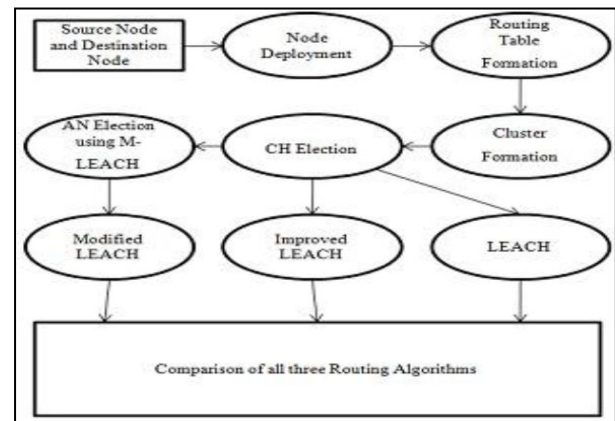 Source Node
and Destination
Node
Node
Deployment
Routing
Table
Formation
AN Election
using M-
LEACH
CH Election
Cluster
Formation
Modified
LEACH
Improved
LEACH
LEACH
Comparison of all three Routing Algorithms